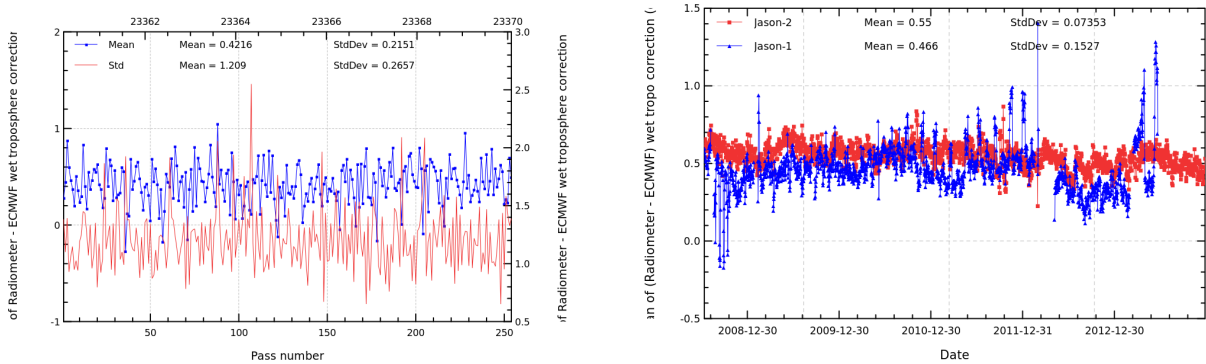 23362 23364 23366 23368 23370
2 3.0
Mean Mean = 0.4216 StdDev = 0.2151
Std Mean = 1.209 StdDev = 0.2657
2.5
1 2.0
1.5
0
1.0
-1 0.5
50 100 150 200 250
Pass number
of Radiometer - ECMWF wet troposphere correction
of Radiometer - ECMWF wet troposphere correction
1.5
Jason-2 Mean = 0.55 StdDev = 0.07353
Jason-1 Mean = 0.466 StdDev = 0.1527
1.0
0.5
0.0
-0.5
2008-12-30 2009-12-30 2010-12-30 2011-12-31 2012-12-30
Date
of (Radiometer - ECMWF) wet tropo correction (